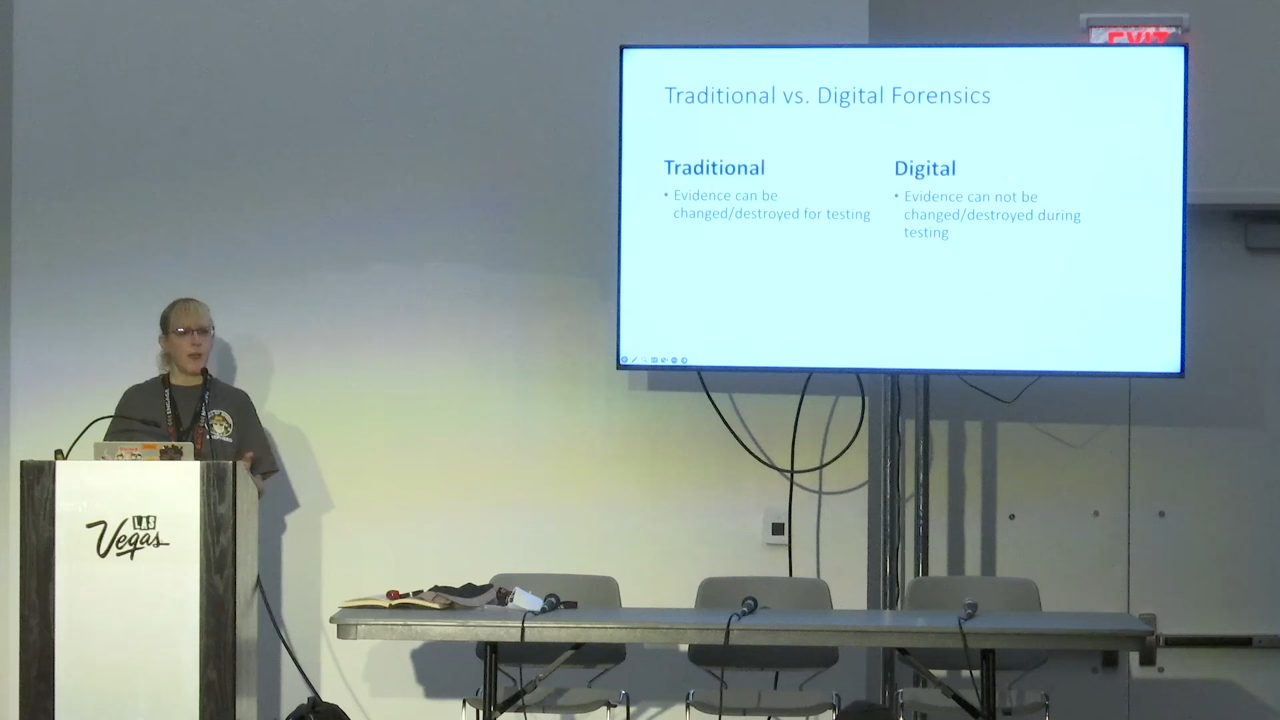 EXIT
Traditional vs. Digital Forensics
Traditional
• Evidence can be
changed/destroyed for testing
Digital
• Evidence can not be
changed/destroyed during
testing
LAS
Vegas